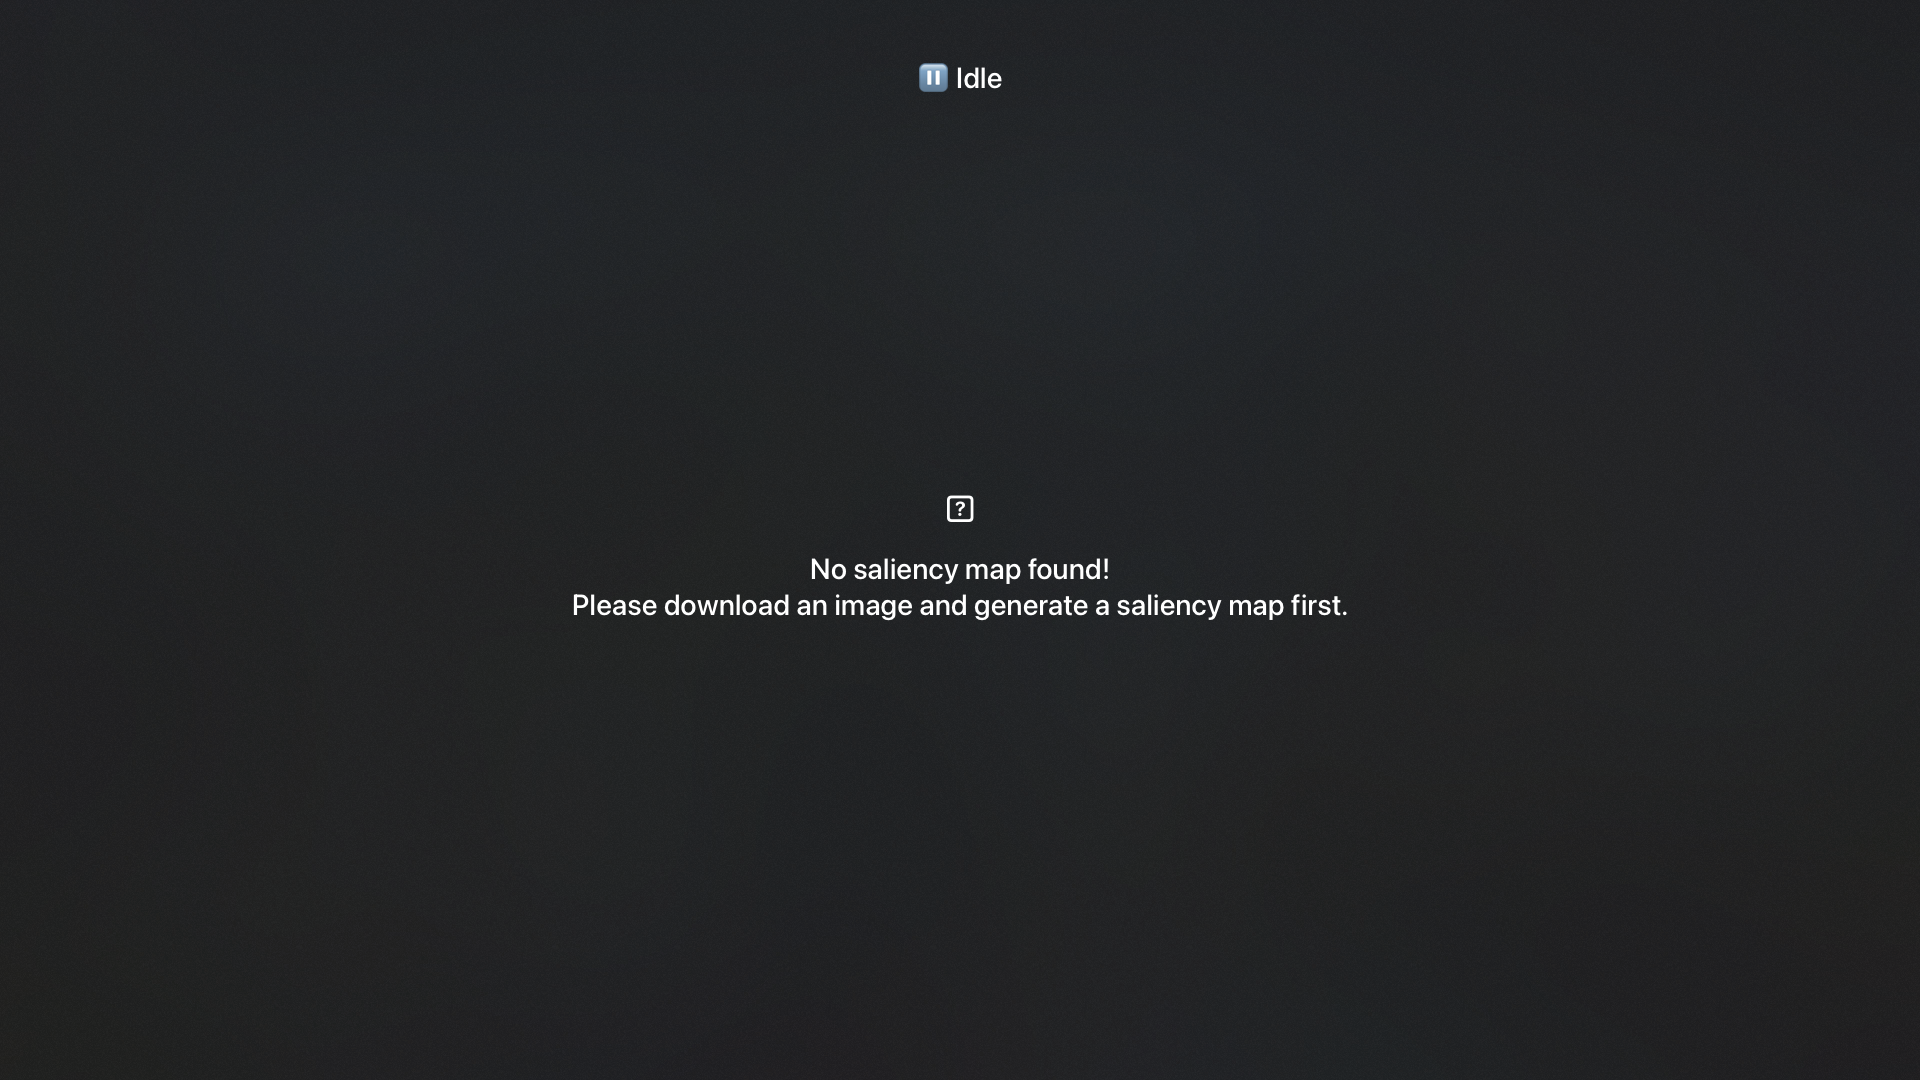 Idle
No saliency map found!
Please download an image and generate a saliency map first.